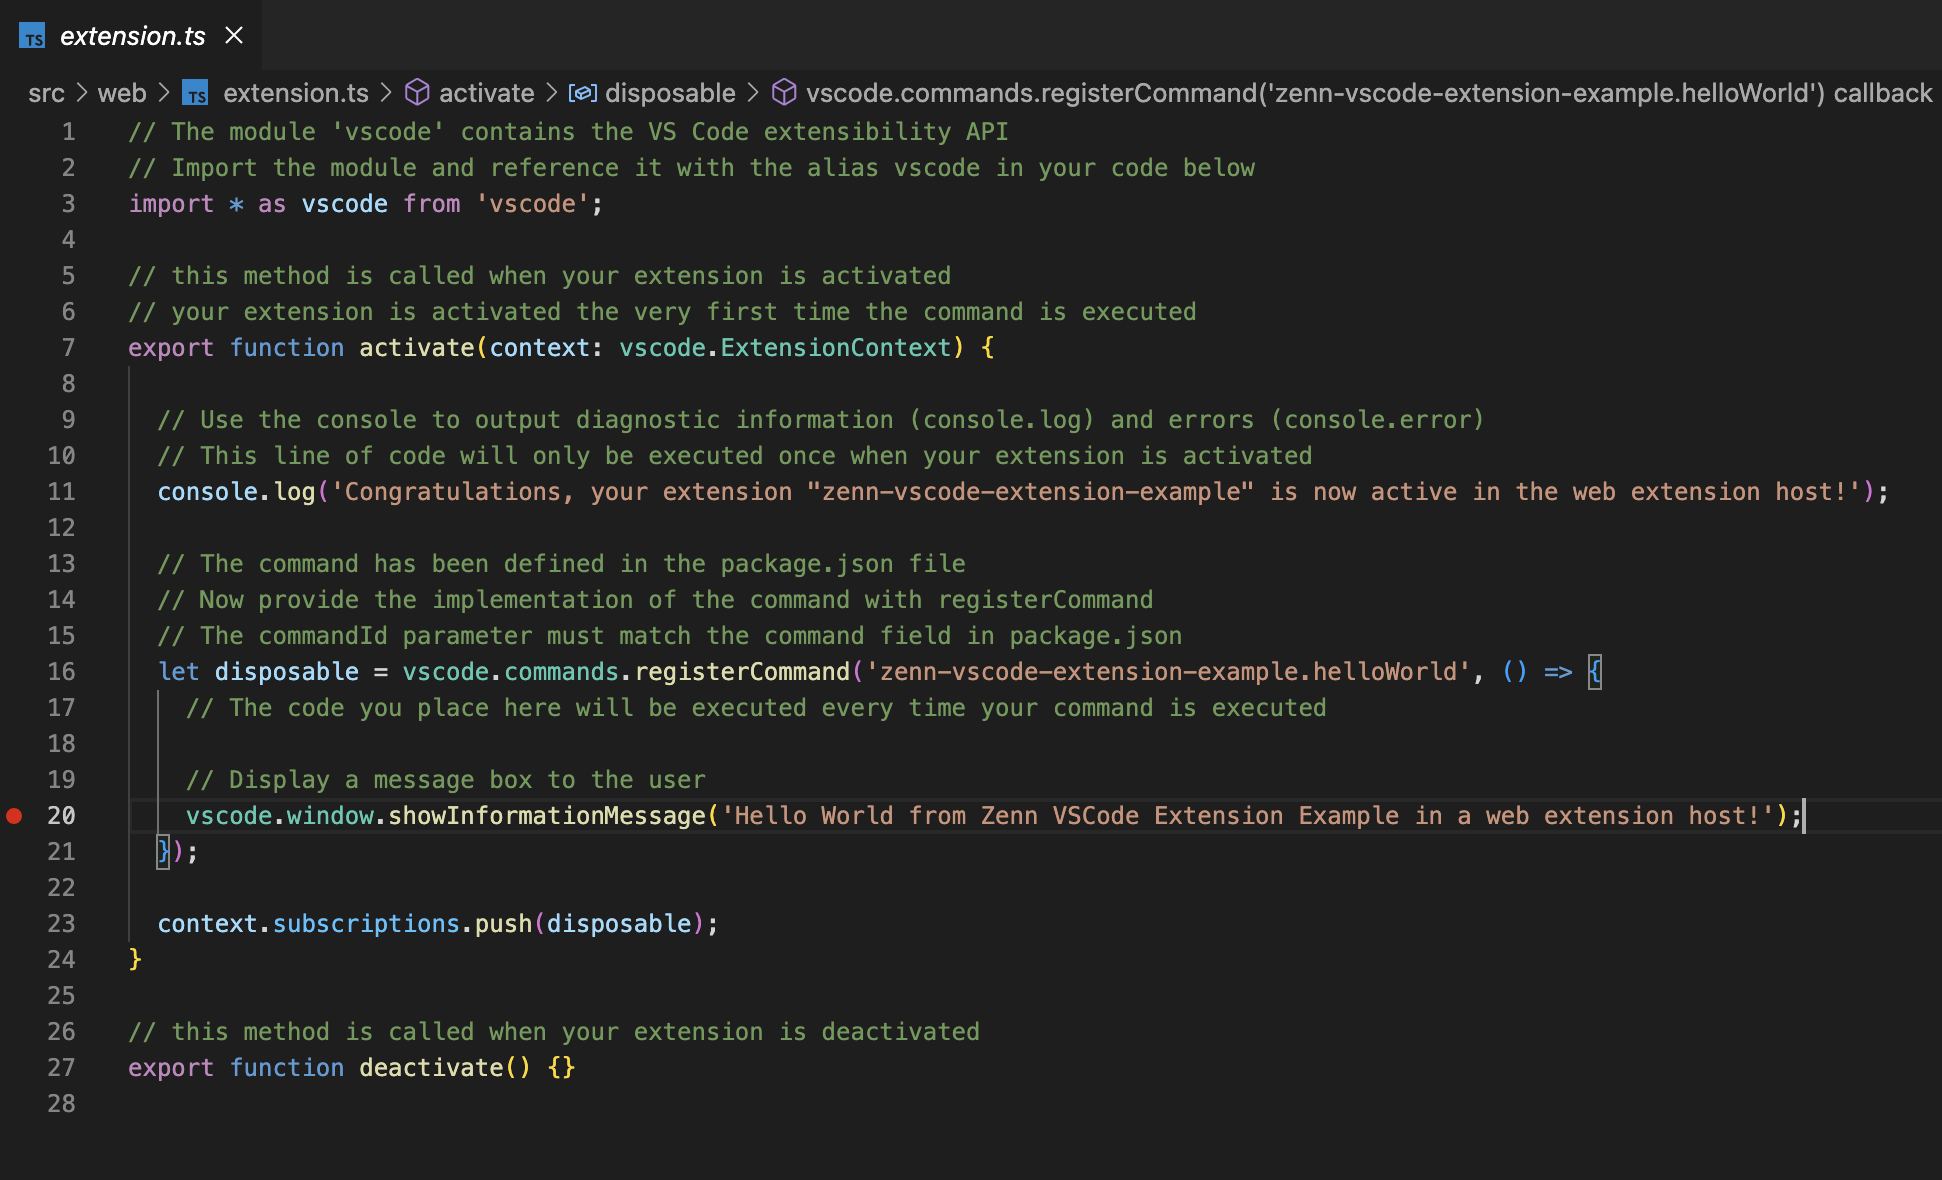 TS extension.ts
src > web > TS extension.ts > activate > disposable > vscode.commands.registerCommand('zenn-vscode-extension-example.helloWorld') callback
1 // The module 'vscode' contains the VS Code extensibility API
2 // Import the module and reference it with the alias vscode in your code below
3 import * as vscode from 'vscode';
4
5 // this method is called when your extension is activated
6 // your extension is activated the very first time the command is executed
7 export function activate(context: vscode.ExtensionContext) {
8
9 // Use the console to output diagnostic information (console.log) and errors (console.error)
10 // This line of code will only be executed once when your extension is activated
11 console.log('Congratulations, your extension "zenn-vscode-extension-example" is now active in the web extension host!');
12
13 // The command has been defined in the package.json file
14 // Now provide the implementation of the command with registerCommand
15 // The commandId parameter must match the command field in package.json
16 let disposable = vscode.commands.registerCommand('zenn-vscode-extension-example.helloWorld', () => {
17 // The code you place here will be executed every time your command is executed
18
19 // Display a message box to the user
20 vscode.window.showInformationMessage('Hello World from Zenn VSCode Extension Example in a web extension host!');
21 });
22
23 context.subscriptions.push(disposable);
24 }
25
26 // this method is called when your extension is deactivated
27 export function deactivate() {}
28